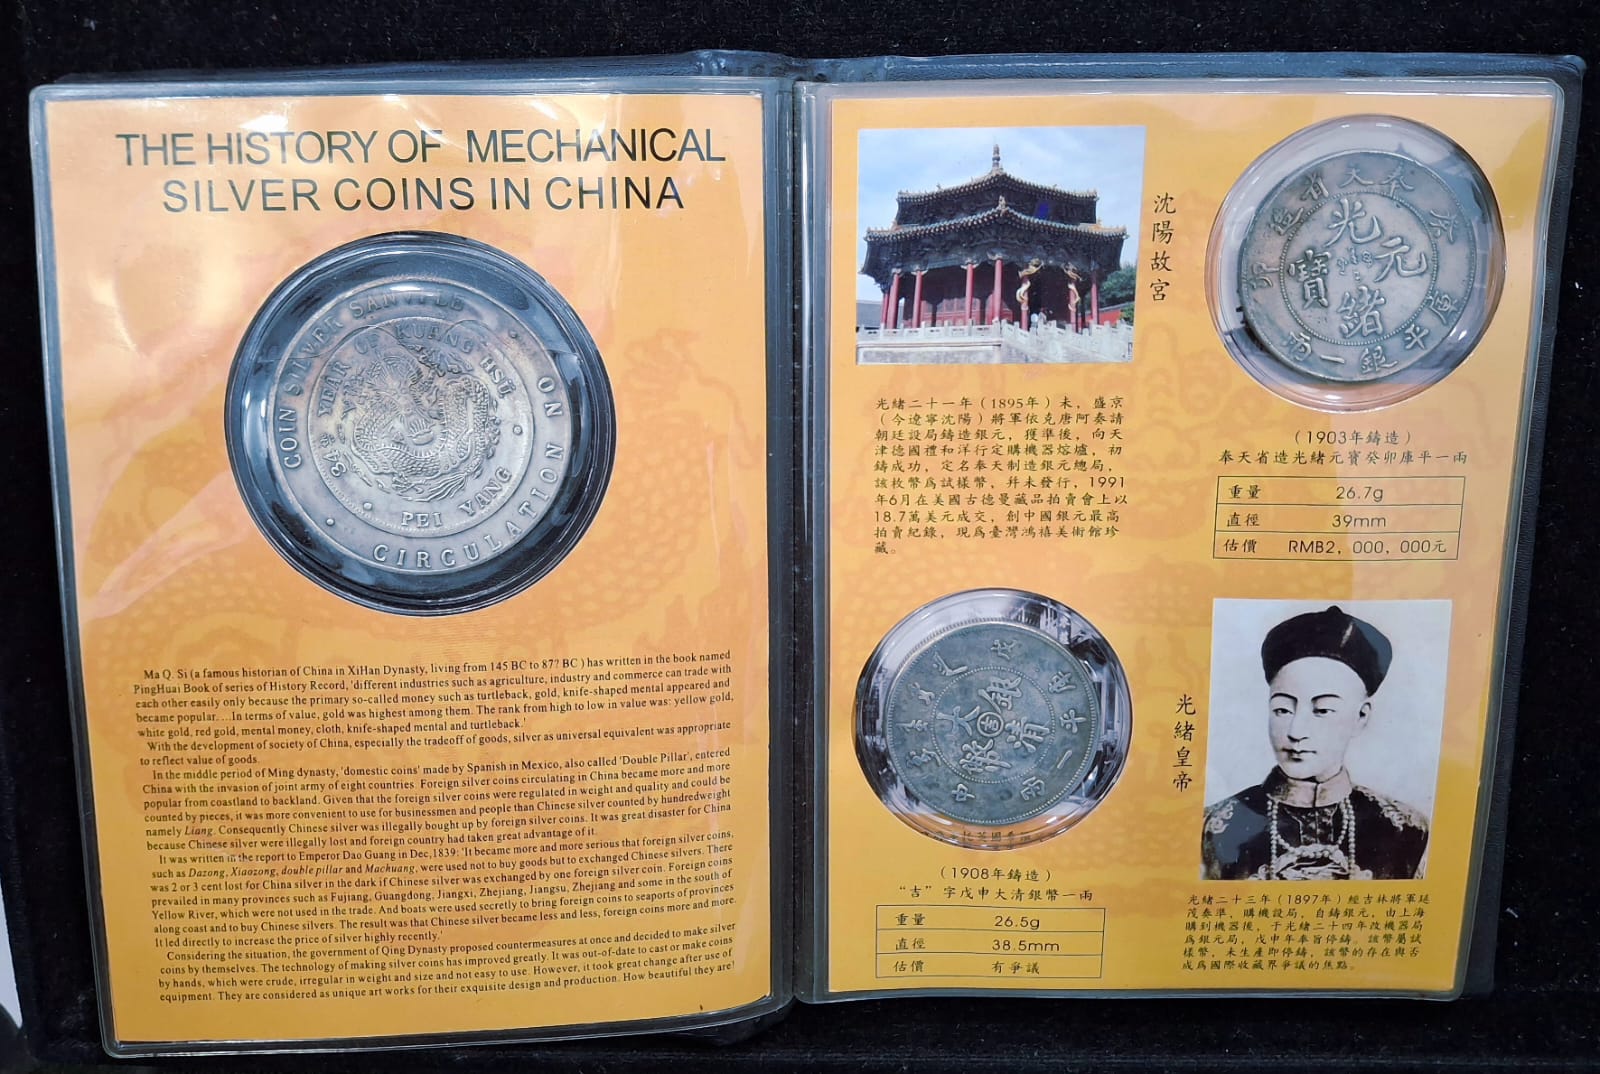 THE HISTORY OF MECHANICAL
SILVER COINS IN CHINA
COIN SILVER SANVELE
ON CIRCULATION
34 YEAR OF KUANG HSÜ
PEI YANG
Ma Q. Si (a famous historian of China in XiHan Dynasty, living from 145 BC to 87? BC ) has written in the book named
PingHuai Book of series of History Record, 'different industries such as agriculture, industry and commerce can trade with
each other easily only because the primary so-called money such as turtleback, gold, knife-shaped mental appeared and
became popular. ...In terms of value, gold was highest among them. The rank from high to low in value was: yellow gold,
white gold, red gold, mental money, cloth, knife-shaped mental and turtleback.'
With the development of society of China, especially the tradeoff of goods, silver as universal equivalent was appropriate
to reflect value of goods.
In the middle period of Ming dynasty, 'domestic coins' made by Spanish in Mexico, also called 'Double Pillar', entered
China with the invasion of joint army of eight countries. Foreign silver coins circulating in China became more and more
popular from coastland to backland. Given that the foreign silver coins were regulated in weight and quality and could be
counted by pieces, it was more convenient to use for businessmen and people than Chinese silver counted by hundredweight
namely Liang. Consequently Chinese silver was illegally bought up by foreign silver coins. It was great disaster for China
because Chinese silver were illegally lost and foreign country had taken great advantage of it.
It was written in the report to Emperor Dao Guang in Dec,1839: 'It became more and more serious that foreign silver coins,
such as Dazong, Xiaozong, double pillar and Machuang, were used not to buy goods but to exchanged Chinese silvers. There
was 2 or 3 cent lost for China silver in the dark if Chinese silver was exchanged by one foreign silver coin. Foreign coins
prevailed in many provinces such as Fujiang, Guangdong, Jiangxi, Zhejiang, Jiangsu, Zhejiang and some in the south of
Yellow River, which were not used in the trade. And boats were used secretly to bring foreign coins to seaports of provinces
along coast and to buy Chinese silvers. The result was that Chinese silver became less and less, foreign coins more and more.
It led directly to increase the price of silver highly recently.'
Considering the situation, the government of Qing Dynasty proposed countermeasures at once and decided to make silver
coins by themselves. The technology of making silver coins has improved greatly. It was out-of-date to cast or make coins
by hands, which were crude, irregular in weight and size and not easy to use. However, it took great change after use of
equipment. They are considered as unique art works for their exquisite design and production. How beautiful they are!
沈陽故宮
奉天省造
癸卯
光緒元寶
庫平銀一兩
光緒二十一年（1895年）未，盛京
（今遼寧沈陽）將軍依克唐阿奏請
朝廷設局鑄造銀元，獲準後，向天
津德國禮和洋行定購機器熔爐，初
鑄成功，定名奉天制造銀元總局，
該枚幣爲試樣幣，幷未發行，1991
年6月在美國古德曼藏品拍賣會上以
18.7萬美元成交，創中國銀元最高
拍賣紀錄，現爲臺灣鴻禧美術館珍
藏。
（1903年鑄造）
奉天省造光緒元寶癸卯庫平一兩
重量 26.7g
直徑 39mm
估價 RMB2，000，000元
大清銀幣
吉
戊申
庫平一兩
（1908年鑄造）
“吉”字戊申大清銀幣一兩
重量 26.5g
直徑 38.5mm
估價 有爭議
光緒皇帝
光緒二十三年（1897年）經吉林將軍延
茂奏準，購機設局，自鑄銀元，由上海
購到機器後，于光緒二十四年改機器局
爲銀元局，戊申年奉旨停鑄。該幣屬試
樣幣，未生產即停鑄，該幣的存在與否
成爲國際收藏界爭議的焦點。